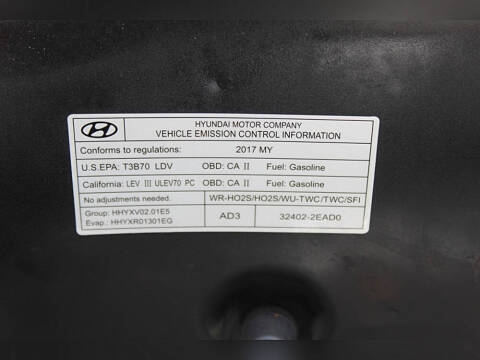 HYUNDAI MOTOR COMPANY
VEHICLE EMISSION CONTROL INFORMATION
Conforms to regulations: 2017 MY
U.S.EPA: T3B70 LDV OBD: CA II Fuel: Gasoline
California: LEV III ULEV70 PC OBD: CA II Fuel: Gasoline
No adjustments needed. WR-HO2S/HO2S/WU-TWC/TWC/SFI
Group: HHYXV02.01E5 AD3 32402-2EAD0
Evap.: HHYXR01301EG